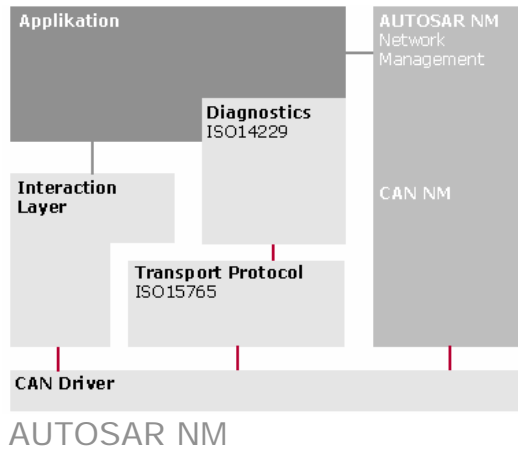 Applikation
AUTOSAR NM
Network
Management
Diagnostics
ISO14229
Interaction
Layer
CAN NM
Transport Protocol
ISO15765
CAN Driver
AUTOSAR NM